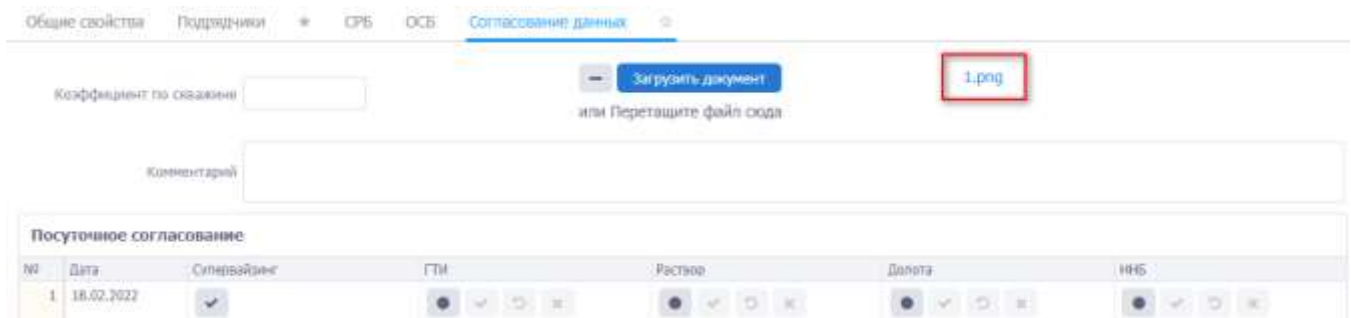 Общие свойства Подрядчики СРБ ОСБ Согласование данных
Загрузить документ 1.png
Коэффициент по скважине
или Перетащите файл сюда
Комментарий
Посуточное согласование
№ Дата Супервайзинг ГТИ Раствор Долота ННБ
1 18.02.2022